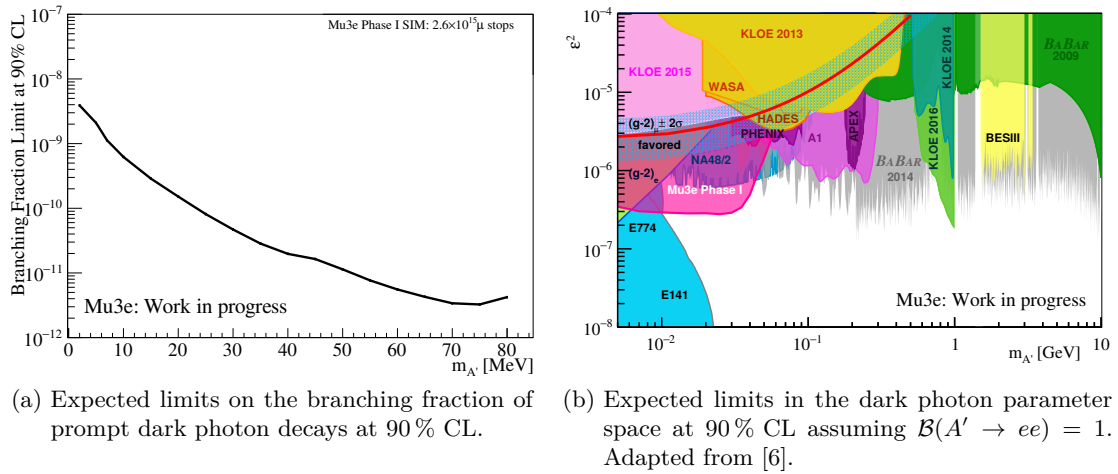 Mu3e Phase I SIM: 2.6×10¹⁵μ stops
Branching Fraction Limit at 90% CL
10⁻⁷
10⁻⁸
10⁻⁹
10⁻¹⁰
10⁻¹¹
10⁻¹²
Mu3e: Work in progress
0 10 20 30 40 50 60 70 80
m_A' [MeV]
(a) Expected limits on the branching fraction of
prompt dark photon decays at 90 % CL.
ε²
10⁻⁴
10⁻⁵
10⁻⁶
10⁻⁷
10⁻⁸
KLOE 2013
KLOE 2014
BABAR
2009
KLOE 2015
WASA
(g-2)_μ ± 2σ
favored
HADES
PHENIX
A1
APEX
KLOE 2016
BESIII
NA48/2
BABAR
2014
(g-2)_e
Mu3e Phase I
E774
E141
Mu3e: Work in progress
10⁻² 10⁻¹ 1 10
m_A' [GeV]
(b) Expected limits in the dark photon parameter
space at 90 % CL assuming ℬ(A′ → ee) = 1.
Adapted from [6].